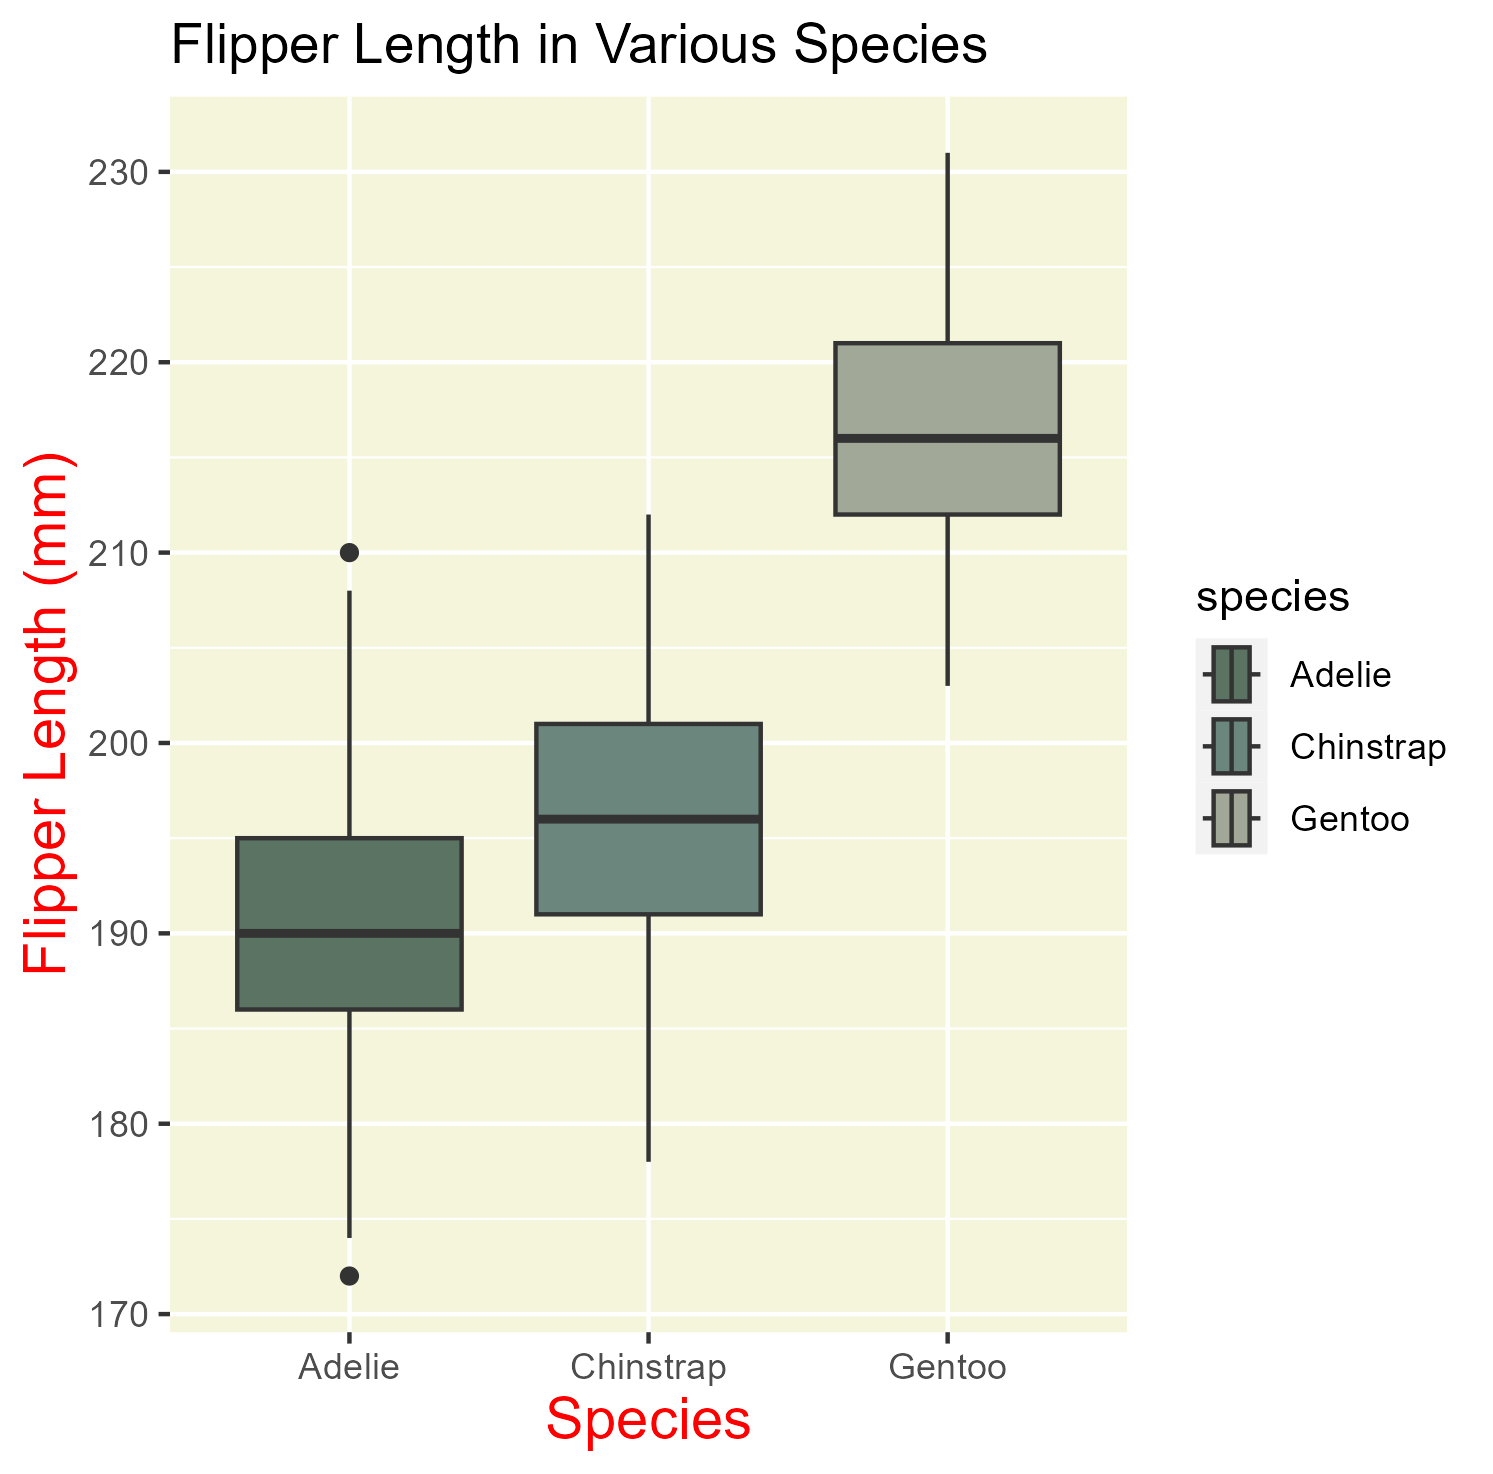 Flipper Length in Various Species
Flipper Length (mm)
230
220
210
200
190
180
170
Adelie
Chinstrap
Gentoo
Species
species
Adelie
Chinstrap
Gentoo